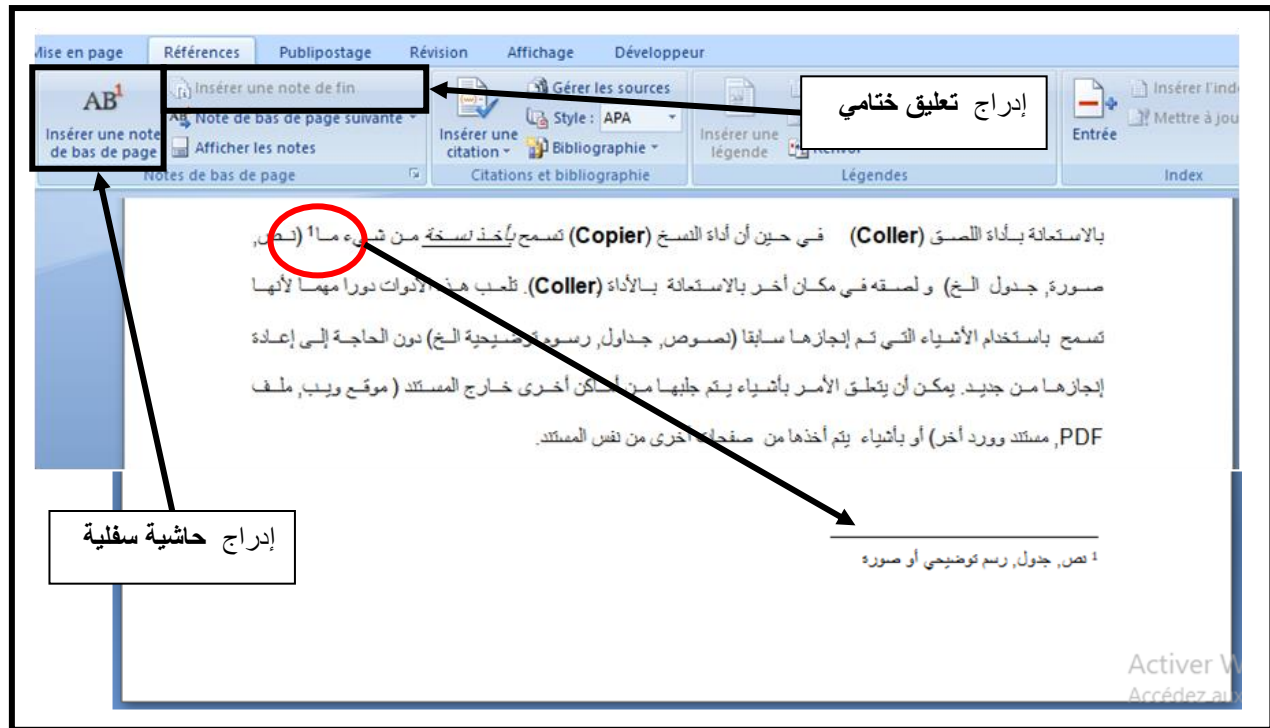 Mise en page Références Publipostage Révision Affichage Développeur
AB1 Insérer une note de fin Gérer les sources Insérer l'inde
Note de bas de page suivante Style : APA Mettre à jou
Insérer une note de bas de page Afficher les notes Insérer une citation Bibliographie Insérer une légende Renvoi Entrée
Notes de bas de page Citations et bibliographie Légendes Index
إدراج تعليق ختامي
بالاستعانة بأداة اللصق (Coller) في حين أن أداة النسخ (Copier) تسمح بأخذ نسخة من شيء ما1 (نص,
صورة, جدول الخ) و لصقه في مكان أخر بالاستعانة بالأداة (Coller). تلعب هذه الأدوات دورا مهما لأنها
تسمح باستخدام الأشياء التي تم إنجازها سابقا (نصوص, جداول, رسوم توضيحية الخ) دون الحاجة إلى إعادة
إنجازها من جديد. يمكن أن يتعلق الأمر بأشياء يتم جلبها من أماكن أخرى خارج المستند ( موقع ويب, ملف
PDF, مستند وورد أخر) أو بأشياء يتم أخذها من صفحات أخرى من نفس المستند.
إدراج حاشية سفلية
1 نص, جدول, رسم توضيحي أو صورة
Activer W
Accédez aux